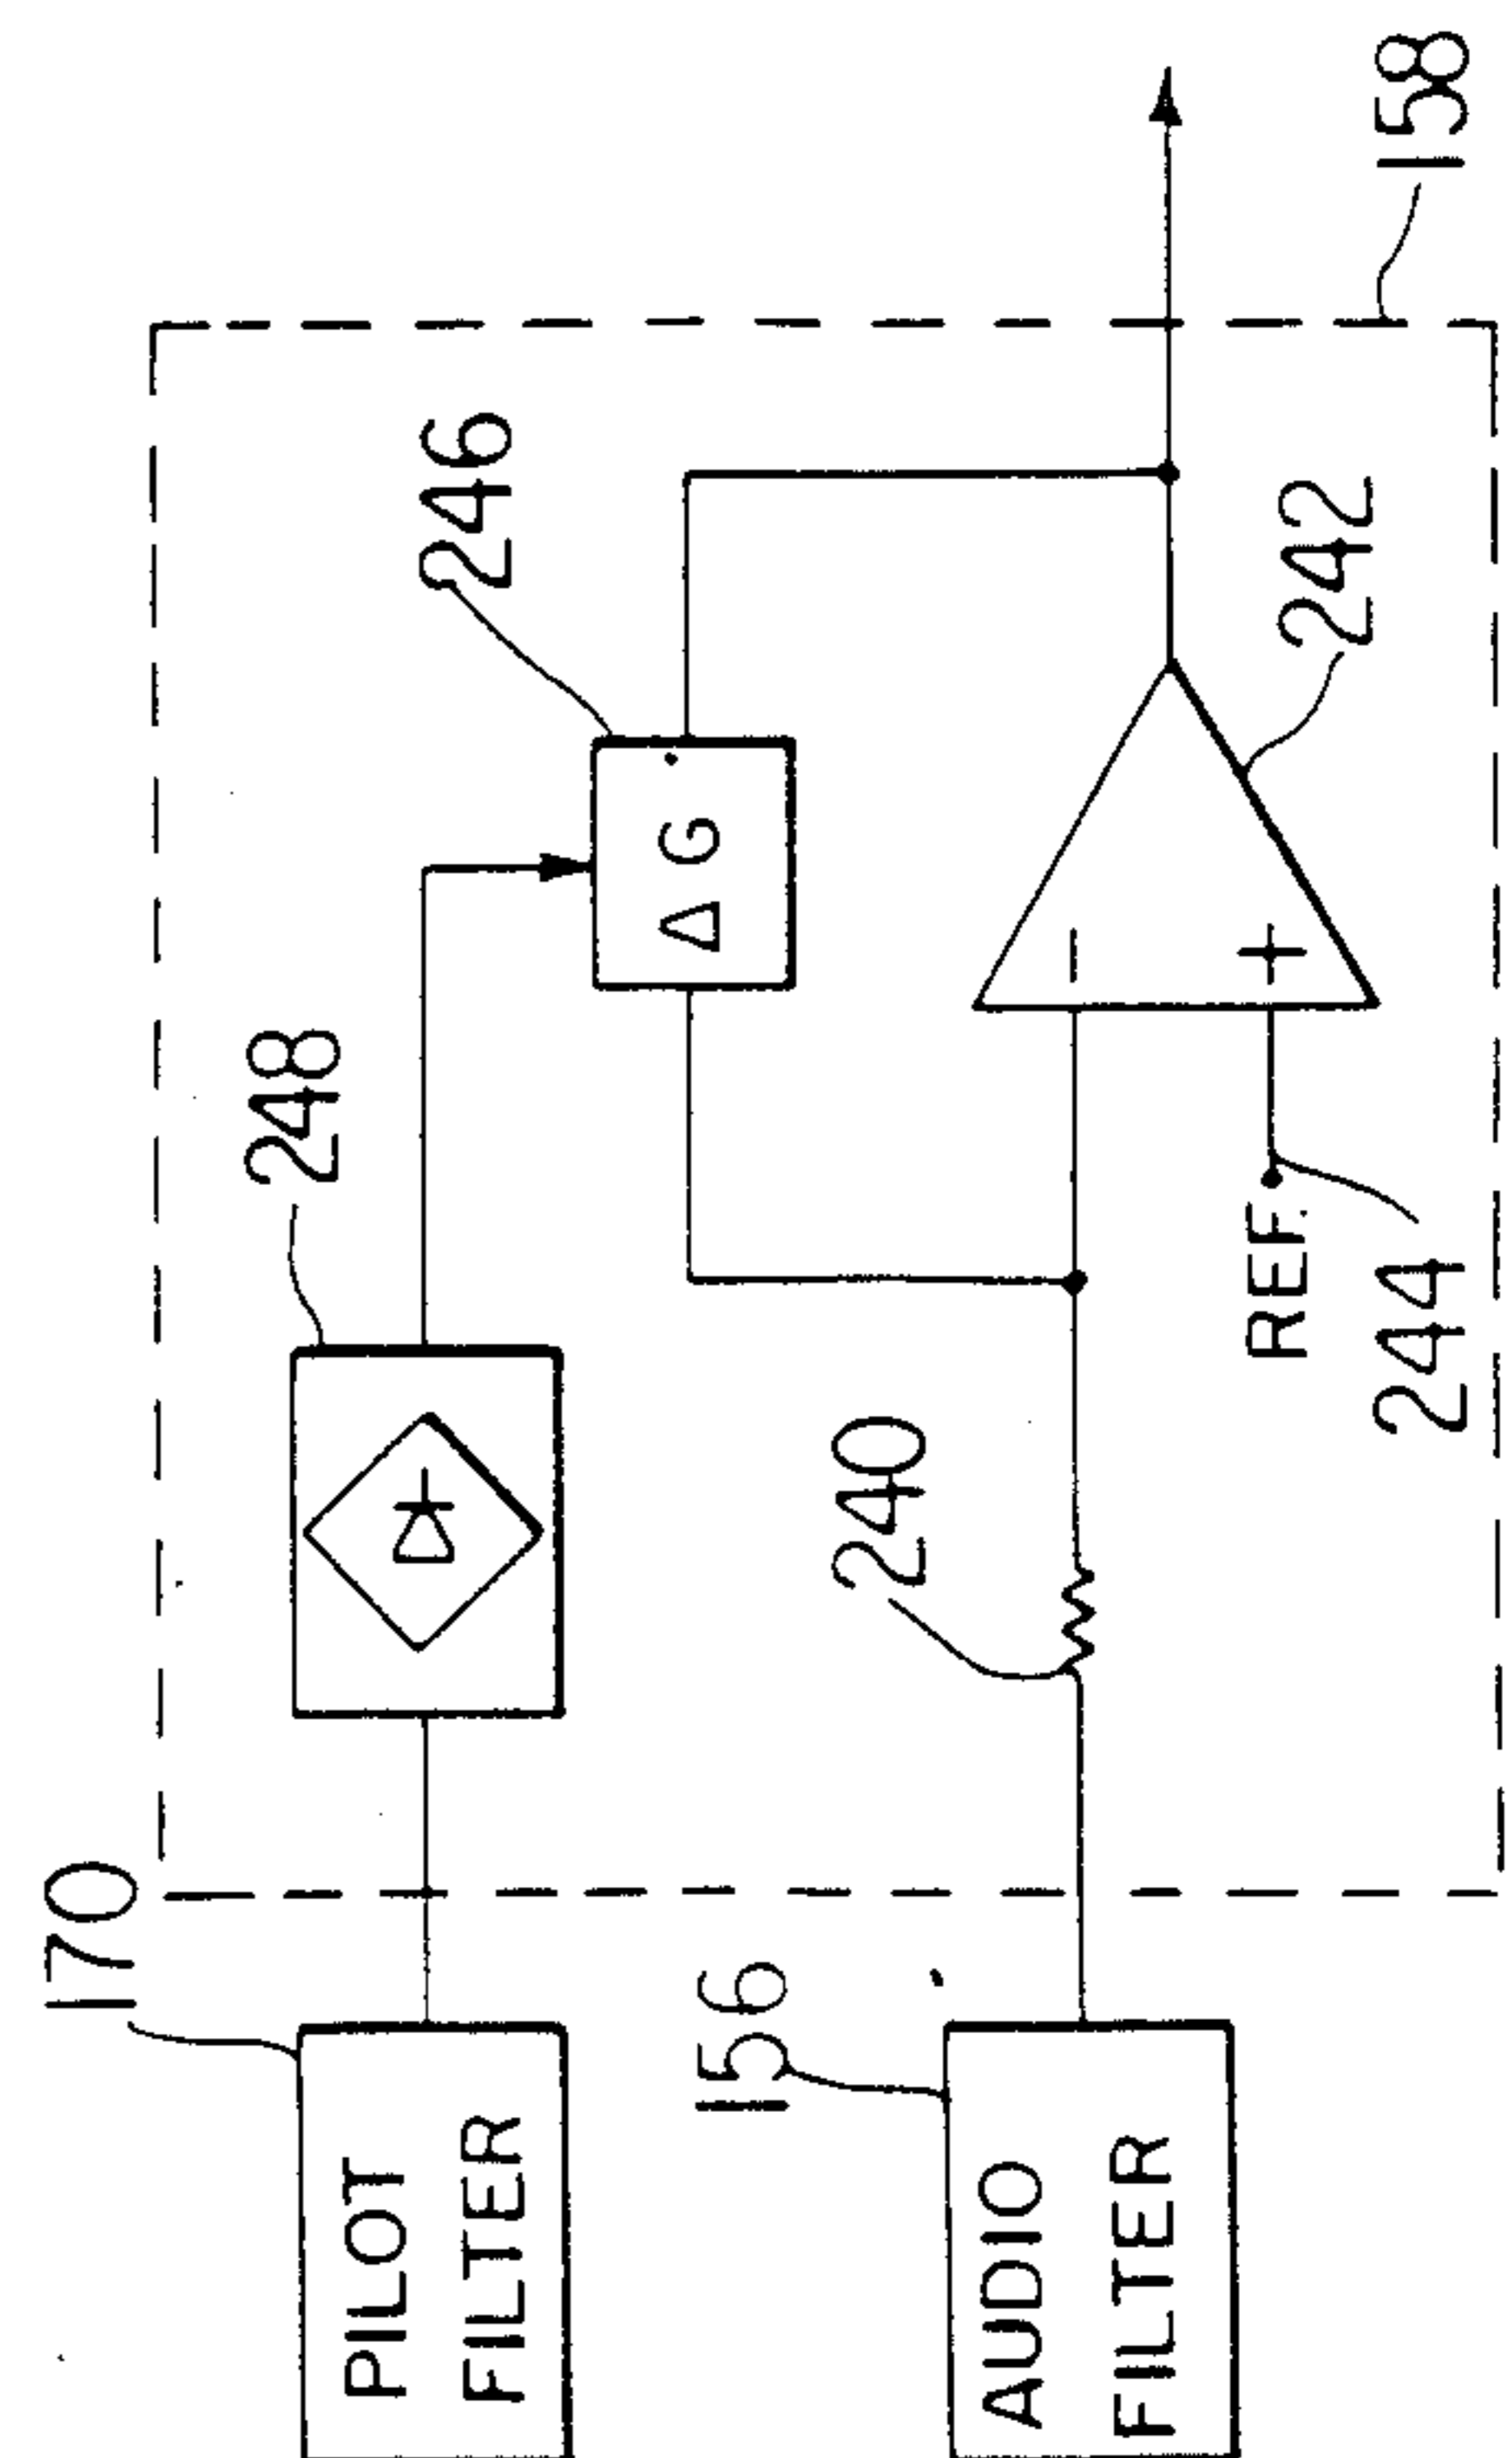 170
PILOT
FILTER
248
246
ΔG
156
AUDIO
FILTER
240
−
+
REF.
244
242
158